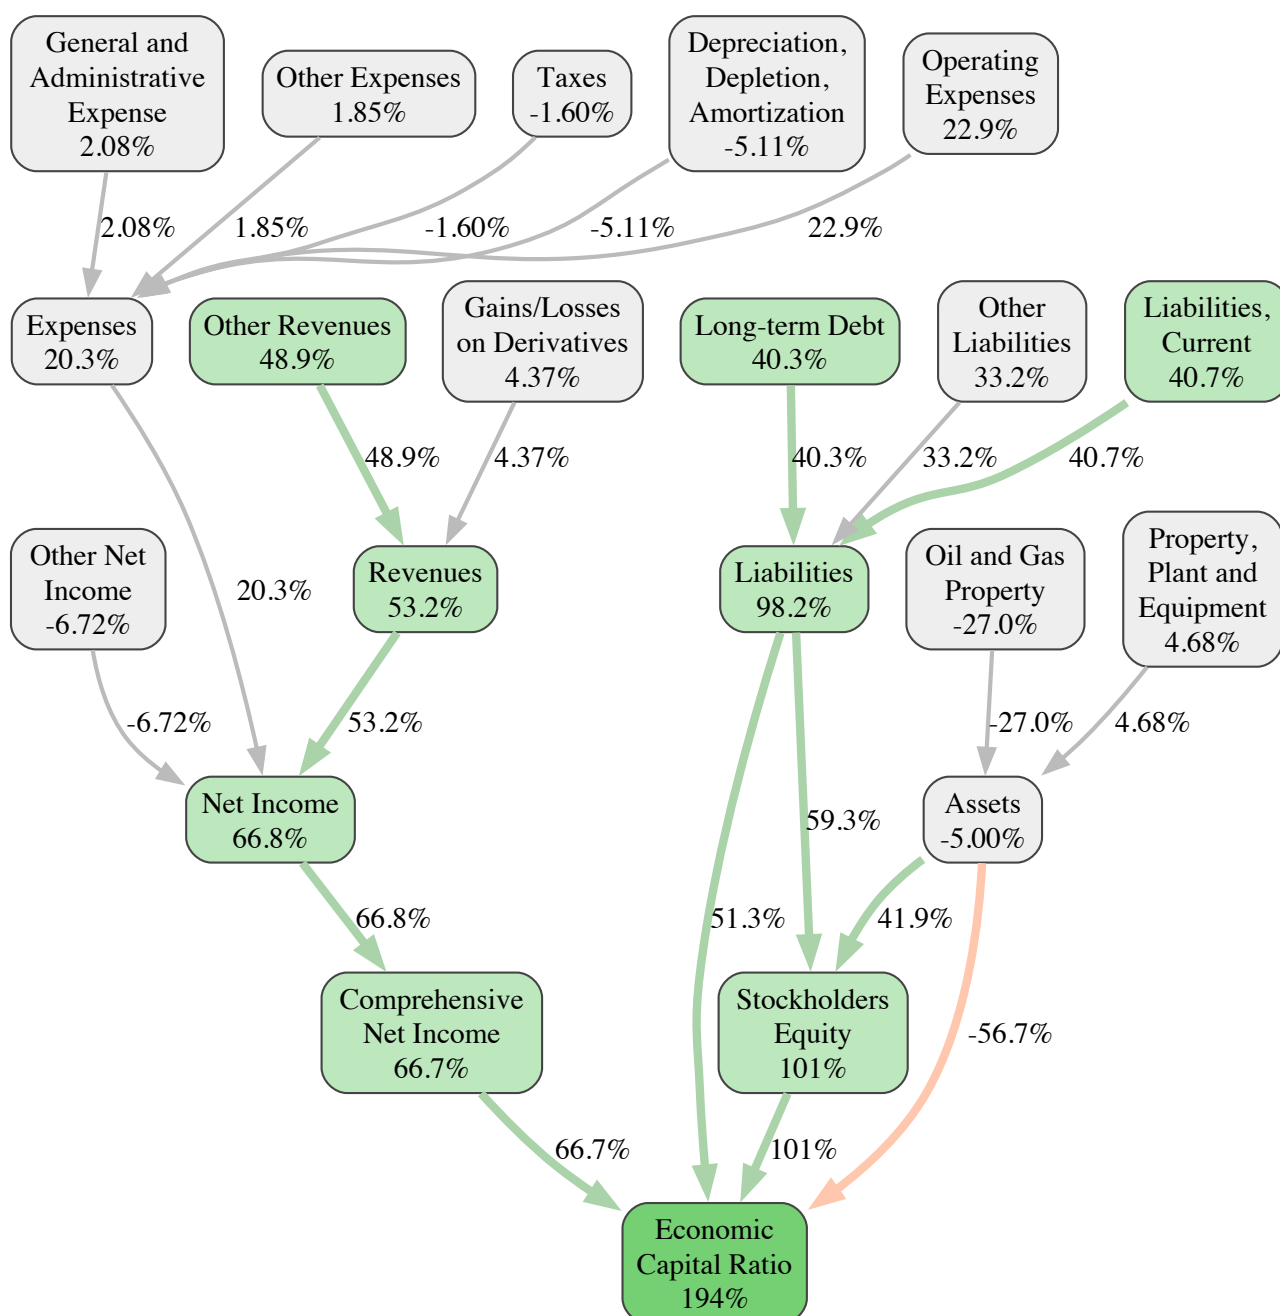 General and
Administrative
Expense
2.08%
Other Expenses
1.85%
Taxes
-1.60%
Depreciation,
Depletion,
Amortization
-5.11%
Operating
Expenses
22.9%
2.08%
1.85%
-1.60%
-5.11%
22.9%
Expenses
20.3%
Other Revenues
48.9%
Gains/Losses
on Derivatives
4.37%
Long-term Debt
40.3%
Other
Liabilities
33.2%
Liabilities,
Current
40.7%
48.9%
4.37%
40.3%
33.2%
40.7%
Other Net
Income
-6.72%
20.3%
Revenues
53.2%
Liabilities
98.2%
Oil and Gas
Property
-27.0%
Property,
Plant and
Equipment
4.68%
-6.72%
53.2%
-27.0%
4.68%
Net Income
66.8%
59.3%
Assets
-5.00%
66.8%
51.3%
41.9%
Comprehensive
Net Income
66.7%
Stockholders
Equity
101%
-56.7%
66.7%
101%
Economic
Capital Ratio
194%